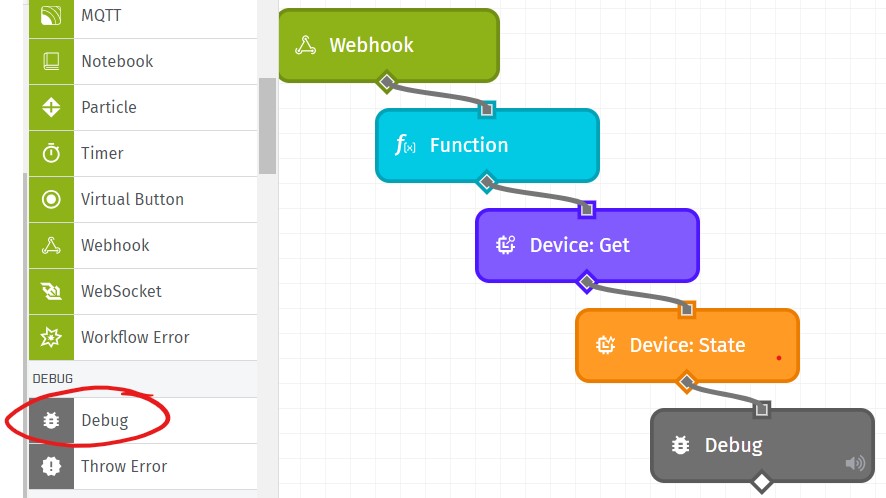 MQTT
Notebook
Particle
Timer
Virtual Button
Webhook
WebSocket
Workflow Error
DEBUG
Debug
Throw Error
Webhook
f(x) Function
Device: Get
Device: State
Debug